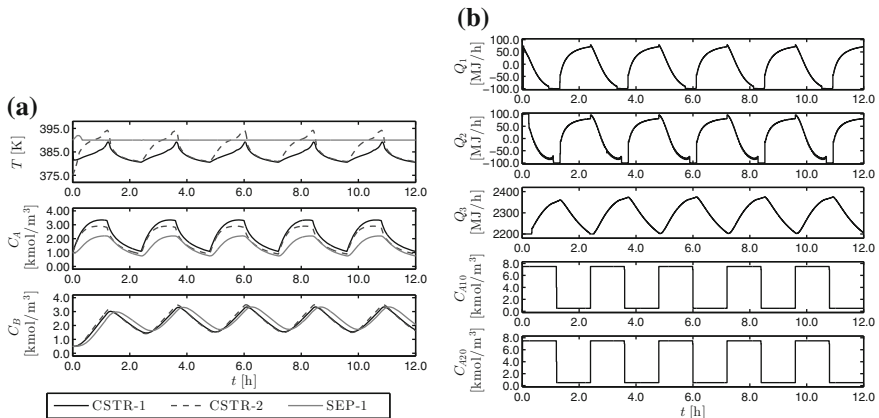 (a)
T [K]
395.0
385.0
375.0
0.0 2.0 4.0 6.0 8.0 10.0 12.0
C_A [kmol/m³]
4.00
3.00
2.00
1.00
0.00
0.0 2.0 4.0 6.0 8.0 10.0 12.0
C_B [kmol/m³]
4.0
3.0
2.0
1.0
0.0
0.0 2.0 4.0 6.0 8.0 10.0 12.0
t [h]
CSTR-1 CSTR-2 SEP-1
(b)
Q_1 [MJ/h]
100.0
50.0
0.0
−50.0
−100.0
0.0 2.0 4.0 6.0 8.0 10.0 12.0
Q_2 [MJ/h]
100.0
50.0
0.0
−50.0
−100.0
0.0 2.0 4.0 6.0 8.0 10.0 12.0
Q_3 [MJ/h]
2400
2300
2200
0.0 2.0 4.0 6.0 8.0 10.0 12.0
C_A10 [kmol/m³]
8.0
6.0
4.0
2.0
0.0
0.0 2.0 4.0 6.0 8.0 10.0 12.0
C_A20 [kmol/m³]
8.0
6.0
4.0
2.0
0.0
0.0 2.0 4.0 6.0 8.0 10.0 12.0
t [h]